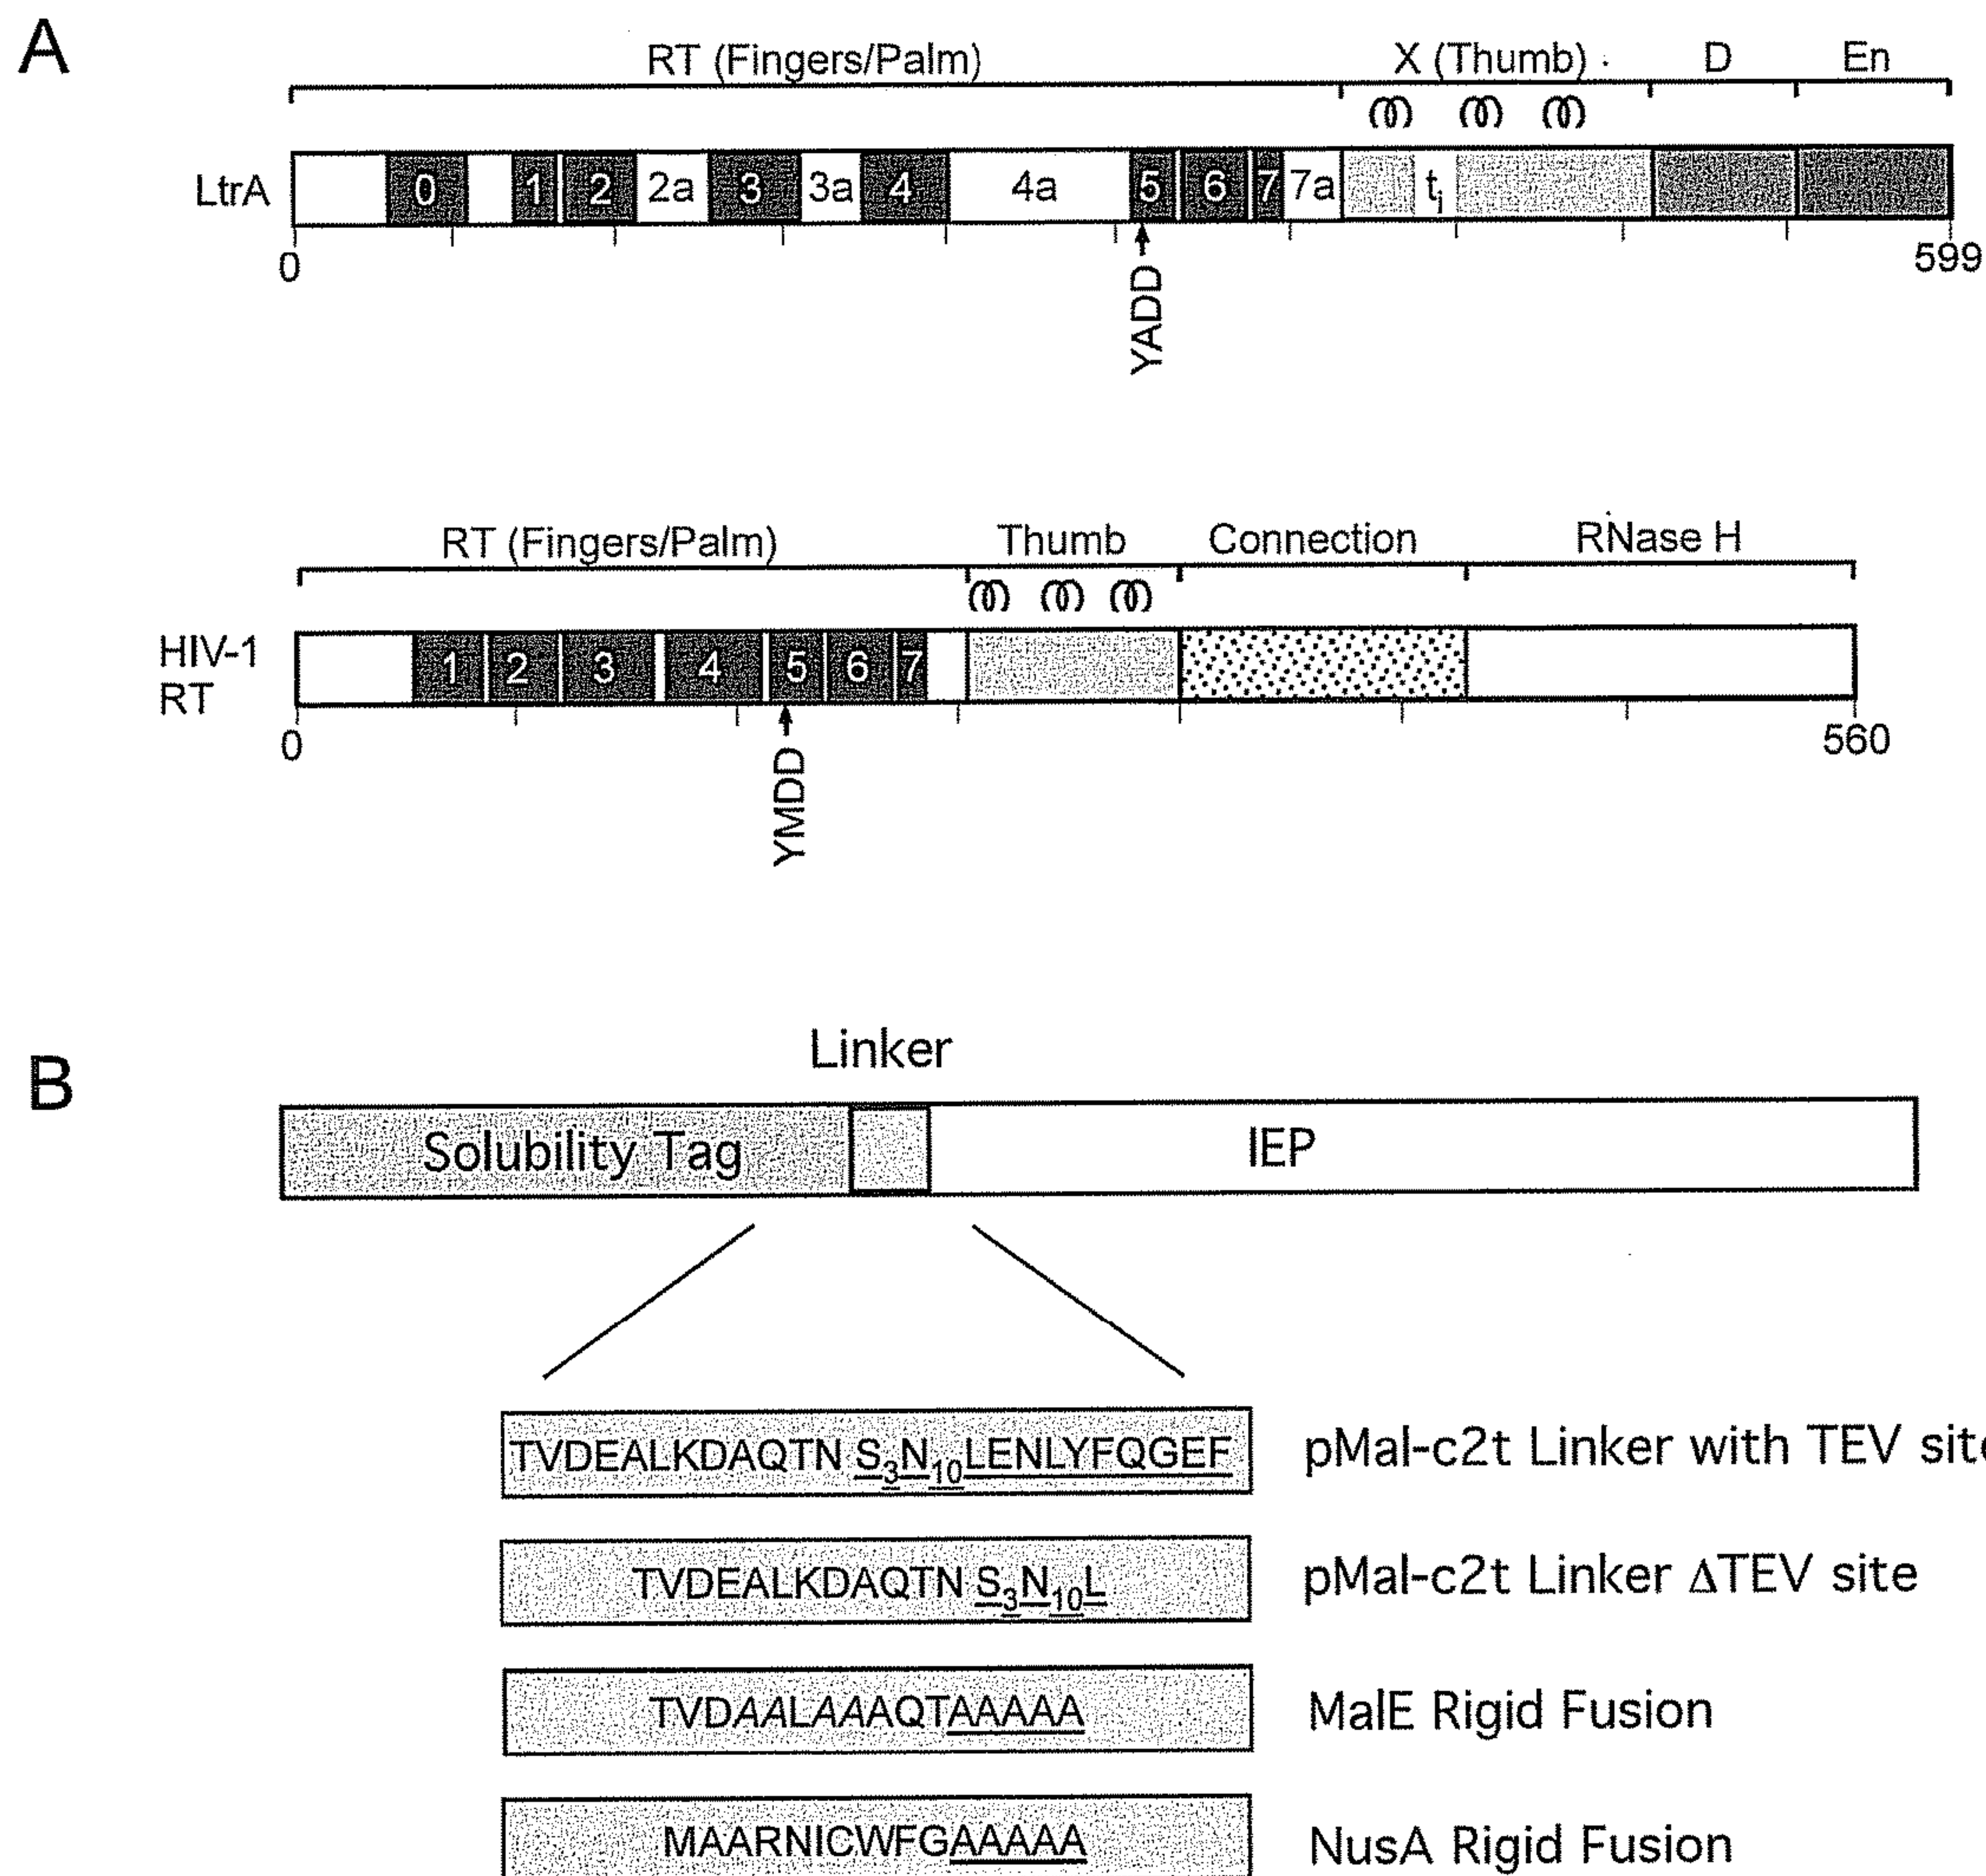 A
RT (Fingers/Palm) X (Thumb) D En
LtrA 0 1 2 2a 3 3a 4 4a 5 6 7 7a ti
0 599
YADD
RT (Fingers/Palm) Thumb Connection RNase H
HIV-1 RT 1 2 3 4 5 6 7
0 560
YMDD
B
Linker
Solubility Tag IEP
TVDEALKDAQTN S3N10LENLYFQGEF pMal-c2t Linker with TEV
TVDEALKDAQTN S3N10L pMal-c2t Linker ΔTEV site
TVDAALAAAQTAAAAA MalE Rigid Fusion
MAARNICWFGAAAAA NusA Rigid Fusion